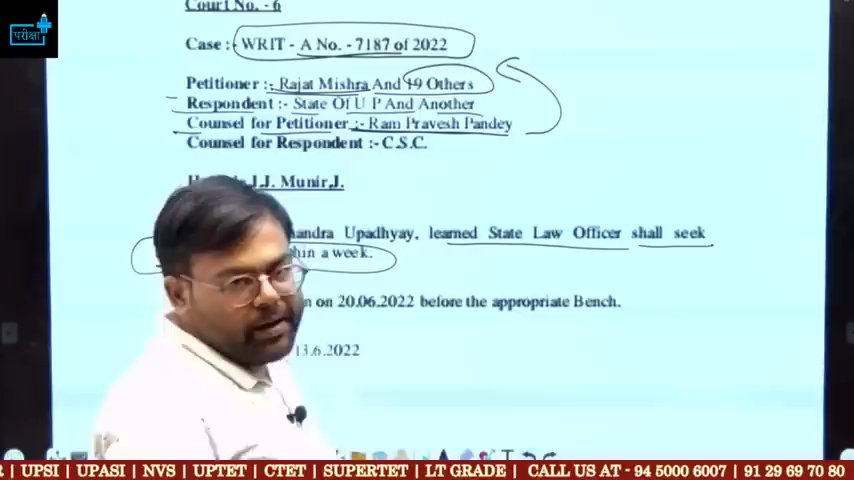 परीक्षा
Court No. - 6
Case :- WRIT - A No. - 7187 of 2022
Petitioner :- Rajat Mishra And 19 Others
Respondent :- State Of U P And Another
Counsel for Petitioner :- Ram Pravesh Pandey
Counsel for Respondent :- C.S.C.
J.J. Munir,J.
Upadhyay, learned State Law Officer shall seek
a week.
on 20.06.2022 before the appropriate Bench.
13.6.2022
| UPSI | UPASI | NVS | UPTET | CTET | SUPERTET | LT GRADE | CALL US AT - 94 5000 6007 | 91 29 69 70 80